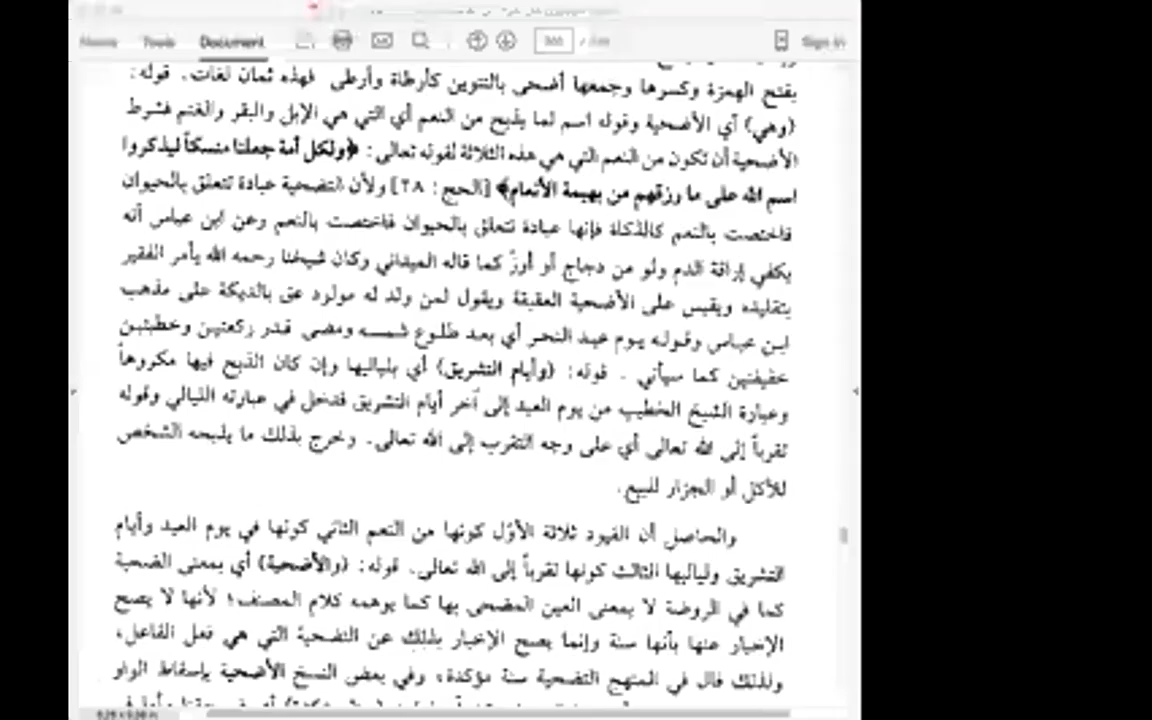 Home Tools Document Sign In
بفتح الهمزة وكسرها وجمعها أضحى بالتنوين كأرطاة وأرطى فهذه ثمان لغات. قوله:
(وهي) أي الأضحية وقوله اسم لما يذبح من النعم أي التي هي الإبل والبقر والغنم فشرط
الأضحية أن تكون من النعم التي هي هذه الثلاثة لقوله تعالى: ﴿ولكل أمة جعلنا منسكاً ليذكروا
اسم الله على ما رزقهم من بهيمة الأنعام﴾ [الحج: ٢٨] ولأن التضحية عبادة تتعلق بالحيوان
فاختصت بالنعم كالذكاة فإنها عبادة تتعلق بالحيوان فاختصت بالنعم وعن ابن عباس أنه
يكفي إراقة الدم ولو من دجاج أو أوزّ كما قاله الميداني وكان شيخنا رحمه الله يأمر الفقير
بتقليده ويقيس على الأضحية العقيقة ويقول لمن ولد له مولود عق بالديكة على مذهب
ابن عباس وقوله يوم عيد النحر أي بعد طلوع شمسه ومضي قدر ركعتين وخطبتين
خفيفتين كما سيأتي . قوله: (وأيام التشريق) أي بلياليها وإن كان الذبح فيها مكروهاً
وعبارة الشيخ الخطيب من يوم العيد إلى آخر أيام التشريق فدخل في عبارته الليالي وقوله
تقرباً إلى الله تعالى أي على وجه التقرب إلى الله تعالى. وخرج بذلك ما يذبحه الشخص
للأكل أو الجزار للبيع.
والحاصل أن القيود ثلاثة الأوّل كونها من النعم الثاني كونها في يوم العيد وأيام
التشريق ولياليها الثالث كونها تقرباً إلى الله تعالى. قوله: (والأضحية) أي بمعنى الضحية
كما في الروضة لا بمعنى العين المضحى بها كما يوهمه كلام المصنف؛ لأنها لا يصح
الإخبار عنها بأنها سنة وإنما يصح الإخبار بذلك عن التضحية التي هي فعل الفاعل،
ولذلك قال في المنهج التضحية سنة مؤكدة، وفي بعض النسخ الأضحية بإسقاط الواو